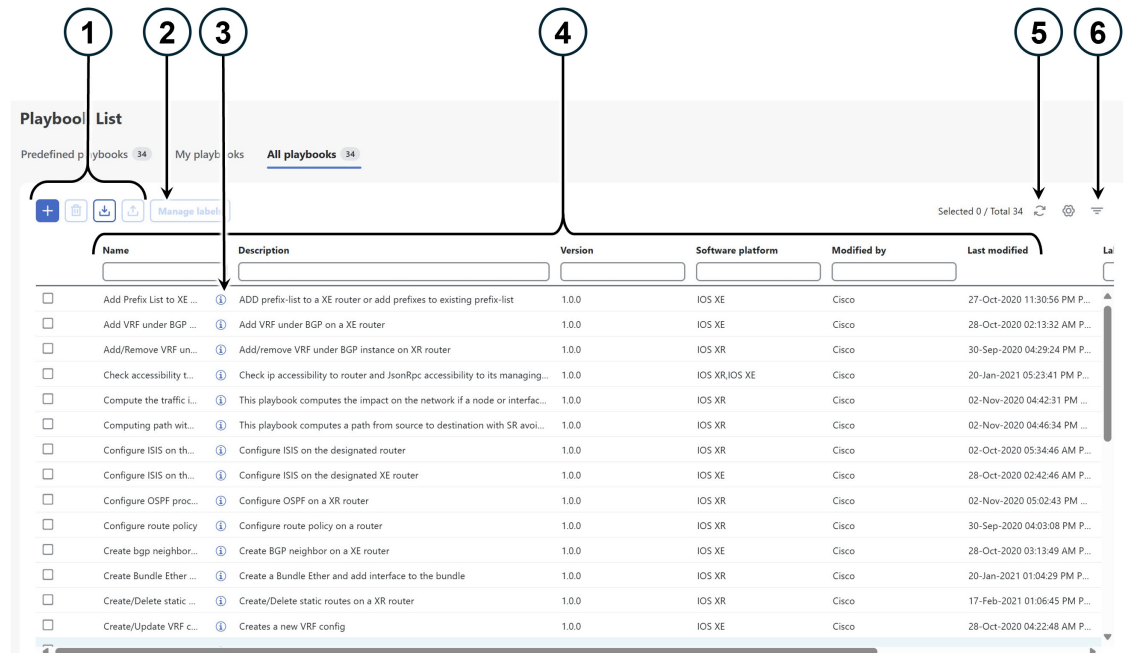 1 2 3 4 5 6
Playbook List
Predefined playbooks 34 My playbooks All playbooks 34
Manage labels Selected 0 / Total 34
Name Description Version Software platform Modified by Last modified Lal
Add Prefix List to XE ... ADD prefix-list to a XE router or add prefixes to existing prefix-list 1.0.0 IOS XE Cisco 27-Oct-2020 11:30:56 PM P...
Add VRF under BGP ... Add VRF under BGP on a XE router 1.0.0 IOS XE Cisco 28-Oct-2020 02:13:32 AM P...
Add/Remove VRF un... Add/remove VRF under BGP instance on XR router 1.0.0 IOS XR Cisco 30-Sep-2020 04:29:24 PM P...
Check accessibility t... Check ip accessibility to router and JsonRpc accessibility to its managing... 1.0.0 IOS XR,IOS XE Cisco 20-Jan-2021 05:23:41 PM P...
Compute the traffic i... This playbook computes the impact on the network if a node or interfac... 1.0.0 IOS XR Cisco 02-Nov-2020 04:42:31 PM ...
Computing path wit... This playbook computes a path from source to destination with SR avoi... 1.0.0 IOS XR Cisco 02-Nov-2020 04:46:34 PM ...
Configure ISIS on th... Configure ISIS on the designated router 1.0.0 IOS XR Cisco 02-Oct-2020 05:34:46 AM P...
Configure ISIS on th... Configure ISIS on the designated XE router 1.0.0 IOS XE Cisco 28-Oct-2020 02:42:46 AM P...
Configure OSPF proc... Configure OSPF on a XR router 1.0.0 IOS XR Cisco 02-Nov-2020 05:02:43 PM ...
Configure route policy Configure route policy on a router 1.0.0 IOS XR Cisco 30-Sep-2020 04:03:08 PM P...
Create bgp neighbor... Create BGP neighbor on a XE router 1.0.0 IOS XE Cisco 28-Oct-2020 03:13:49 AM P...
Create Bundle Ether ... Create a Bundle Ether and add interface to the bundle 1.0.0 IOS XR Cisco 20-Jan-2021 01:04:29 PM P...
Create/Delete static ... Create/Delete static routes on a XR router 1.0.0 IOS XR Cisco 17-Feb-2021 01:06:45 PM P...
Create/Update VRF c... Creates a new VRF config 1.0.0 IOS XE Cisco 28-Oct-2020 04:22:48 AM P...